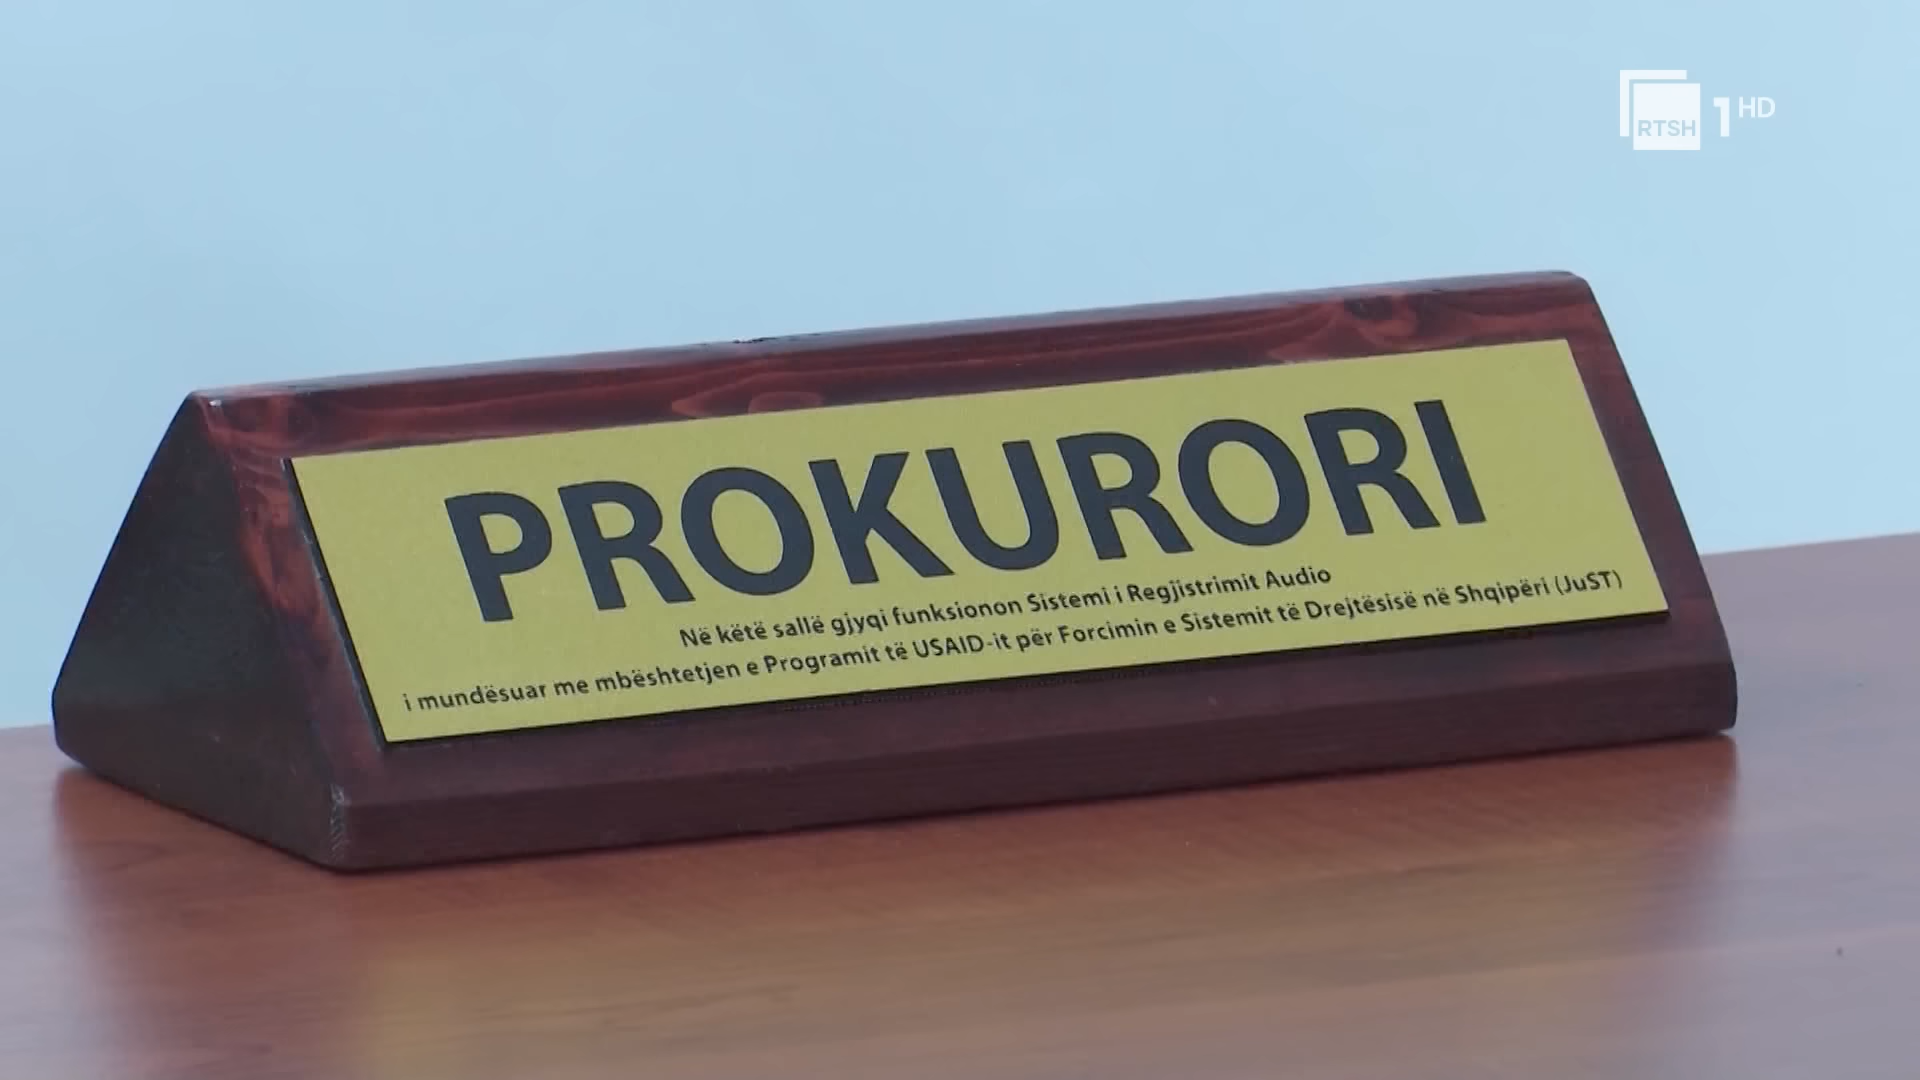 RTSH 1 HD
PROKURORI
Në këtë sallë gjyqi funksionon Sistemi i Regjistrimit Audio
i mundësuar me mbështetjen e Programit të USAID-it për Forcimin e Sistemit të Drejtësisë në Shqipëri (JuST)